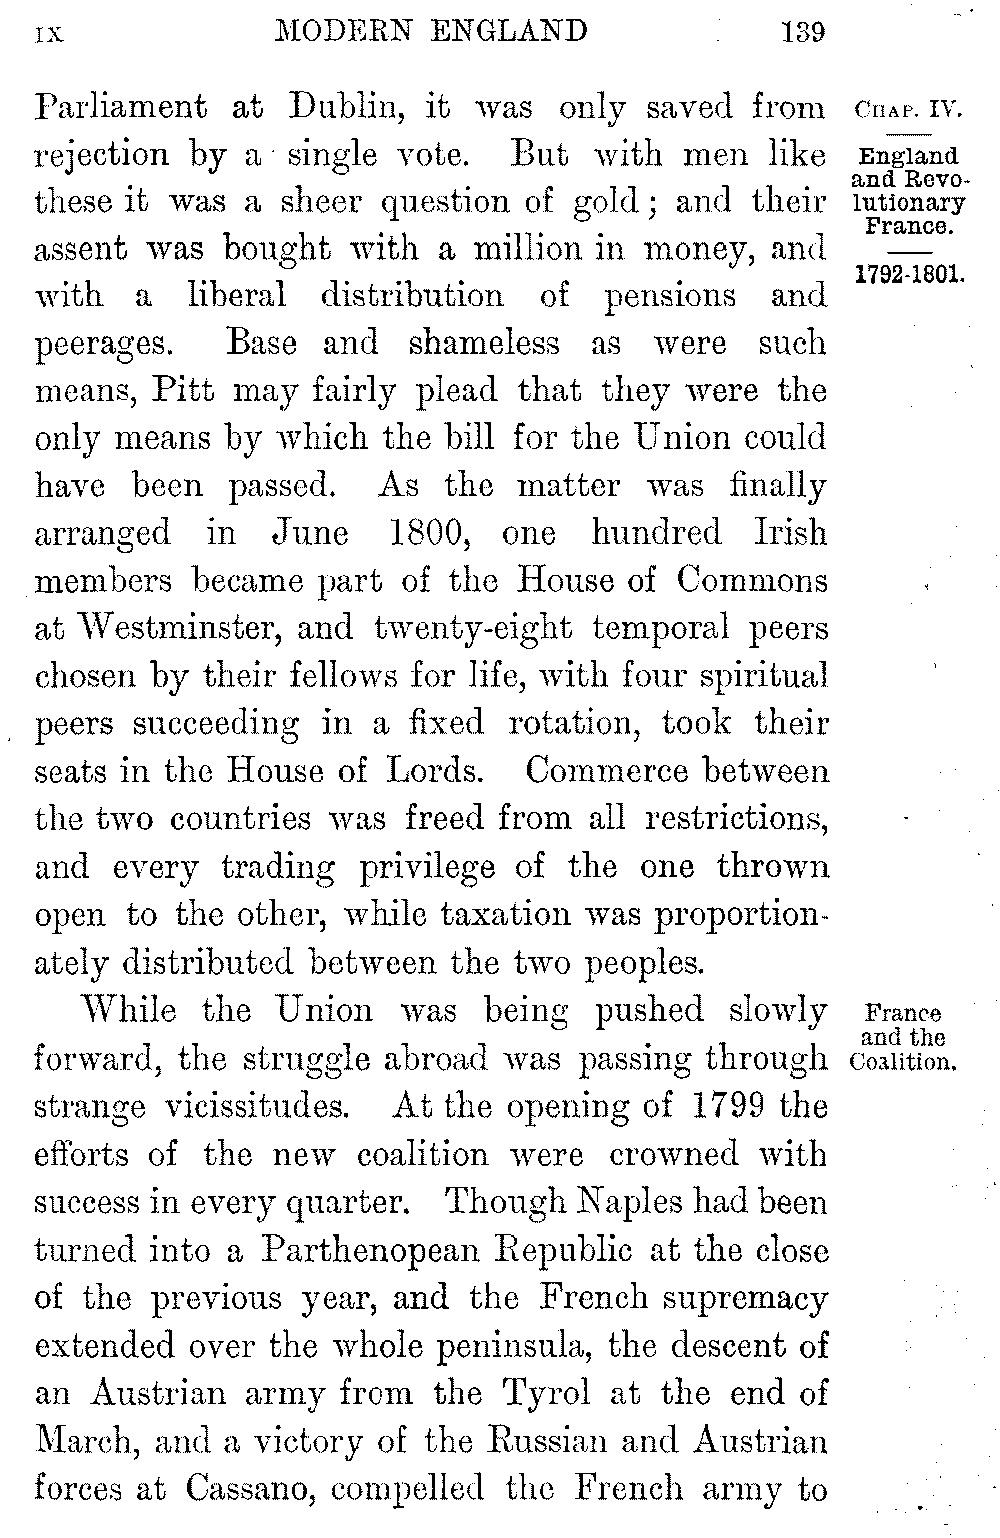 IX MODERN ENGLAND 139
Parliament at Dublin, it was only saved from
rejection by a single vote. But with men like
these it was a sheer question of gold; and their
assent was bought with a million in money, and
with a liberal distribution of pensions and
peerages. Base and shameless as were such
means, Pitt may fairly plead that they were the
only means by which the bill for the Union could
have been passed. As the matter was finally
arranged in June 1800, one hundred Irish
members became part of the House of Commons
at Westminster, and twenty-eight temporal peers
chosen by their fellows for life, with four spiritual
peers succeeding in a fixed rotation, took their
seats in the House of Lords. Commerce between
the two countries was freed from all restrictions,
and every trading privilege of the one thrown
open to the other, while taxation was proportion-
ately distributed between the two peoples.
While the Union was being pushed slowly
forward, the struggle abroad was passing through
strange vicissitudes. At the opening of 1799 the
efforts of the new coalition were crowned with
success in every quarter. Though Naples had been
turned into a Parthenopean Republic at the close
of the previous year, and the French supremacy
extended over the whole peninsula, the descent of
an Austrian army from the Tyrol at the end of
March, and a victory of the Russian and Austrian
forces at Cassano, compelled the French army to
CHAP. IV.
England
and Revo-
lutionary
France.
1792-1801.
France
and the
Coalition.